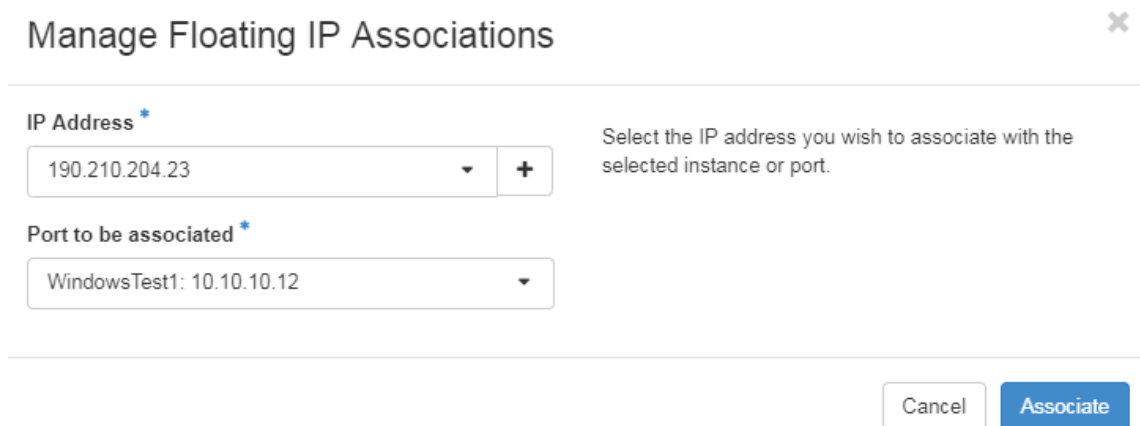 Manage Floating IP Associations
×
IP Address *
190.210.204.23
+
Select the IP address you wish to associate with the
selected instance or port.
Port to be associated *
WindowsTest1: 10.10.10.12
Cancel
Associate